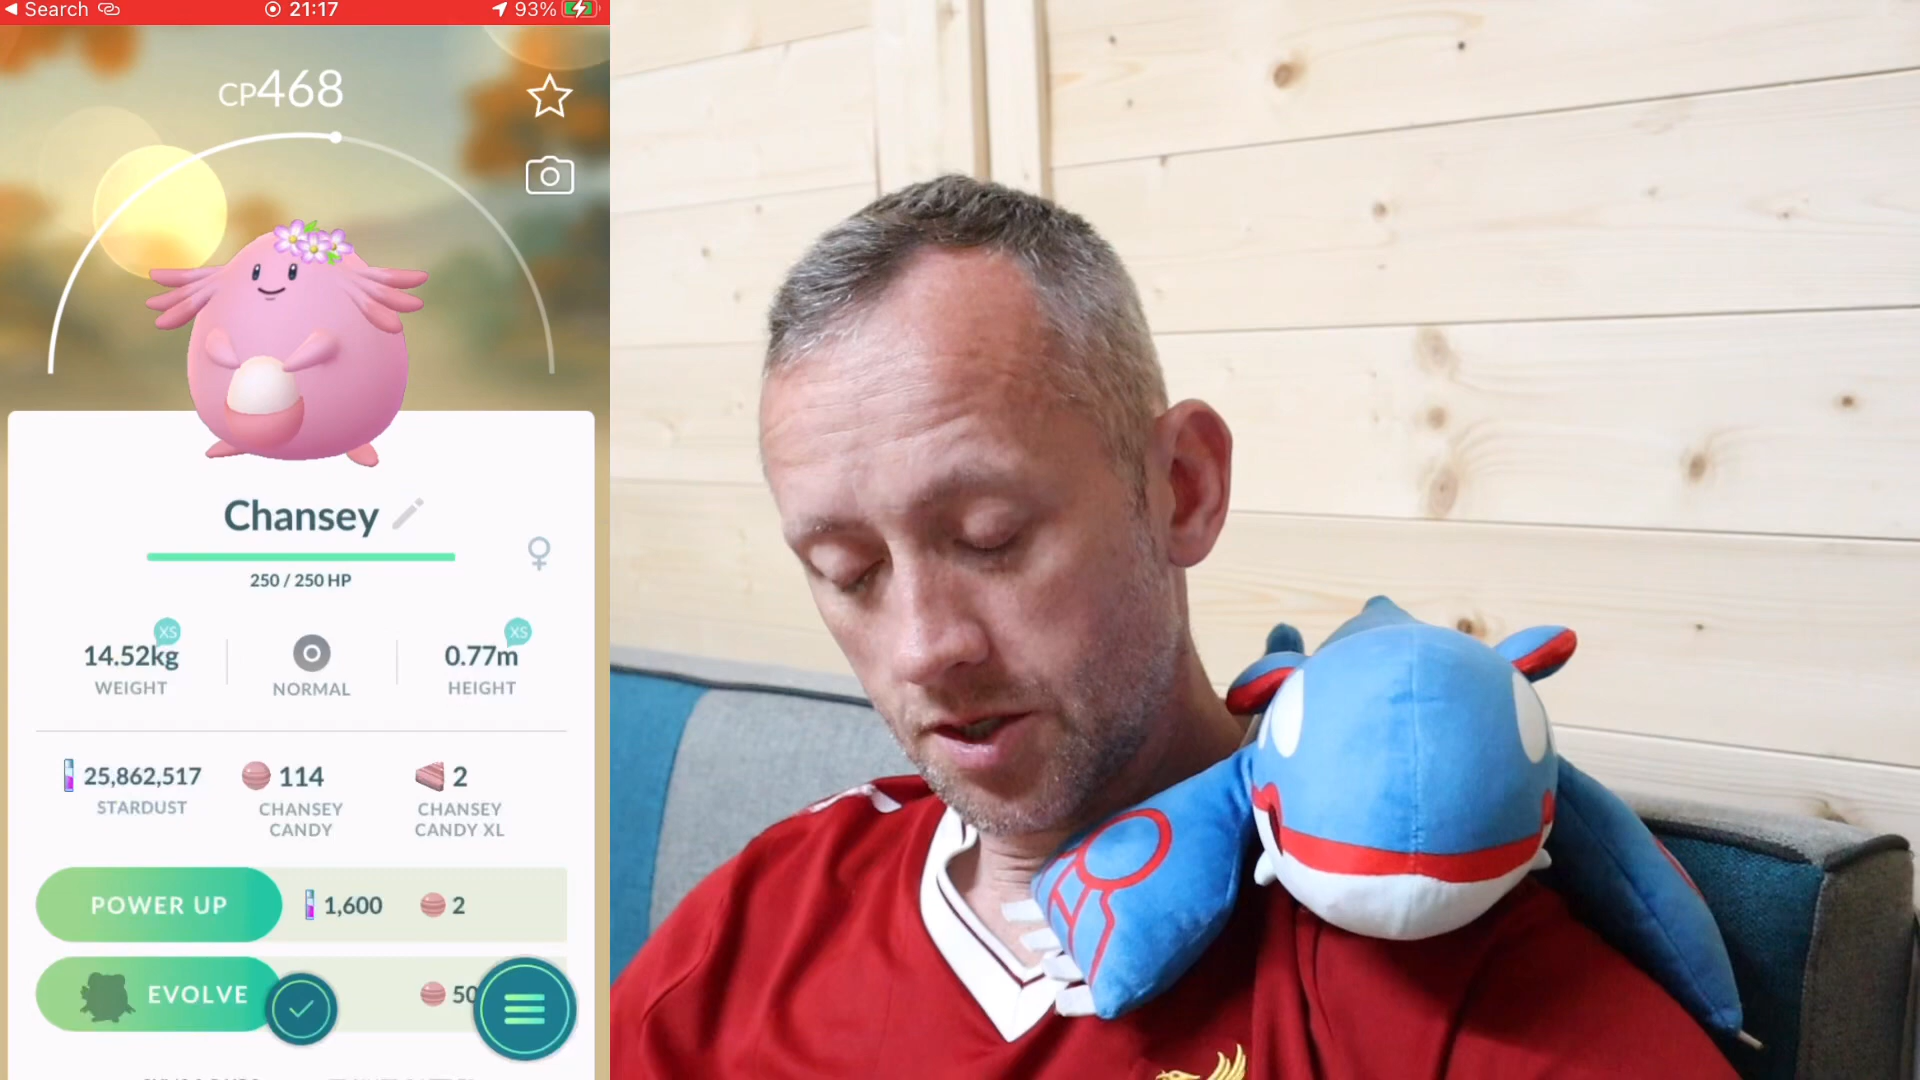 ◀ Search 21:17 93%
CP468
Chansey
250 / 250 HP
XS XS
14.52kg 0.77m
WEIGHT NORMAL HEIGHT
25,862,517 114 2
STARDUST CHANSEY CANDY CHANSEY CANDY XL
POWER UP 1,600 2
EVOLVE 50